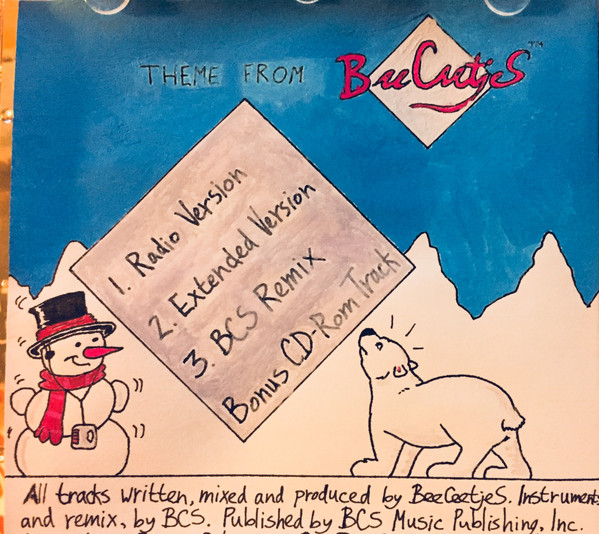 THEME FROM BeeCeetjeS™
1. Radio Version
2. Extended Version
3. BCS Remix
Bonus CD-Rom Track
All tracks written, mixed and produced by BeeCeetjeS. Instruments
and remix, by BCS. Published by BCS Music Publishing, Inc.